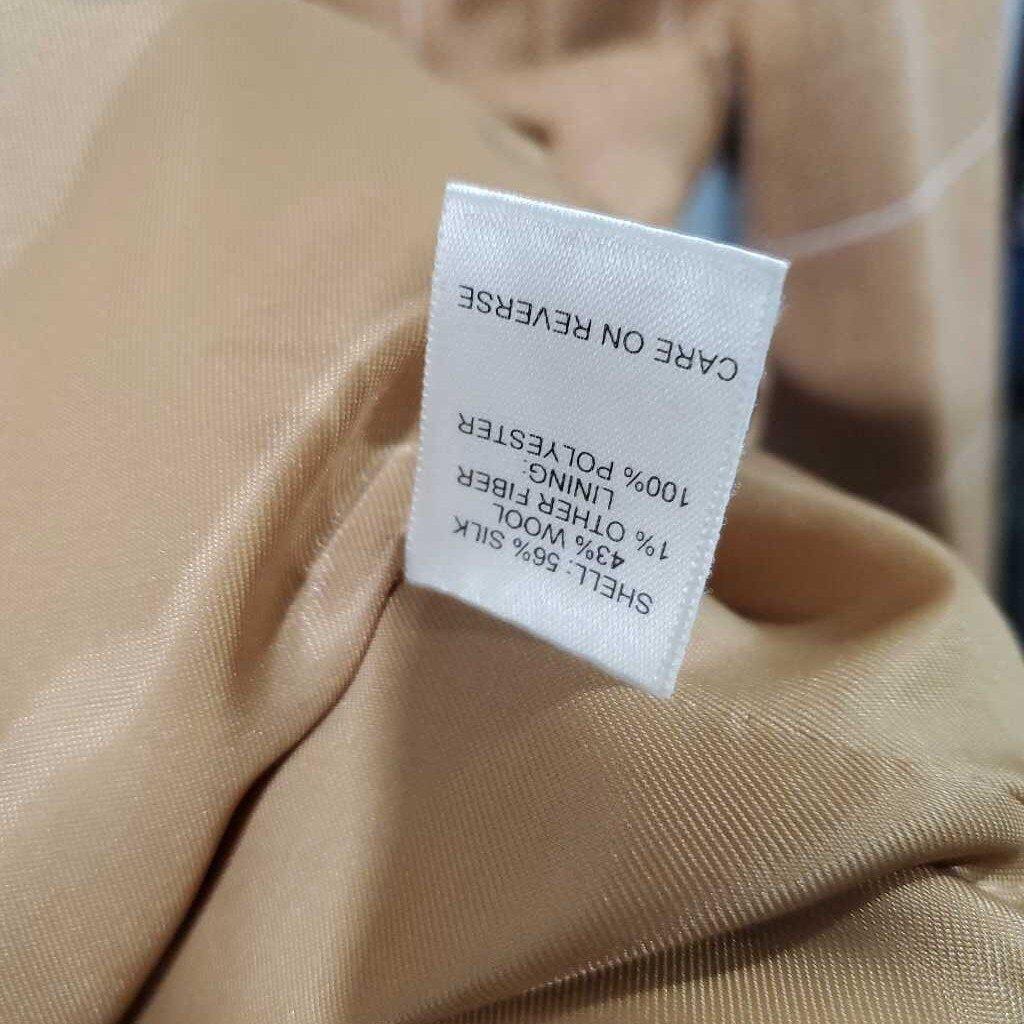 SHELL: 56% SILK
43% WOOL
1% OTHER FIBER
LINING:
100% POLYESTER
CARE ON REVERSE